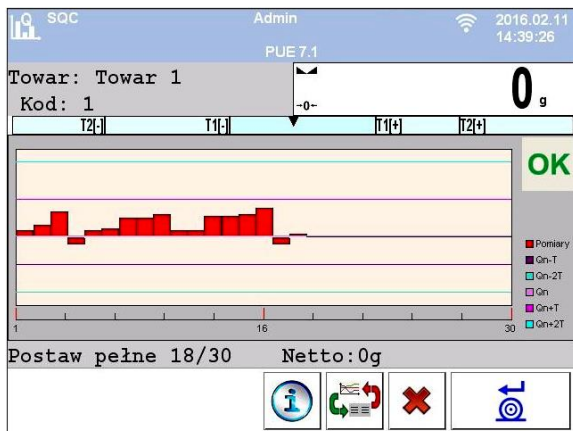 SQC Admin 2016.02.11
14:39:26
PUE 7.1
Towar: Towar 1
Kod: 1
→0← 0 g
T2[-] T1[-] T1[+] T2[+]
OK
Pomiary
Qn-T
Qn-2T
Qn
Qn+T
Qn+2T
1 16 30
Postaw pełne 18/30 Netto:0g